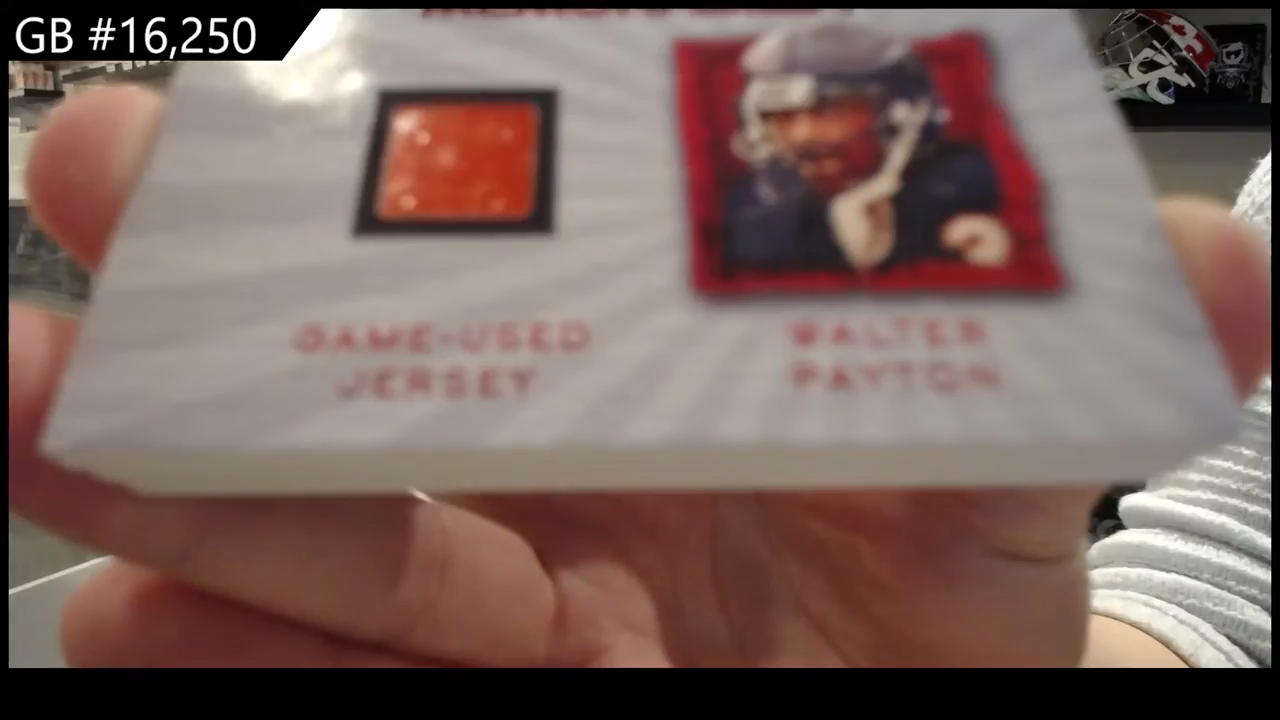 GB #16,250
GAME-USED
JERSEY
WALTER
PAYTON